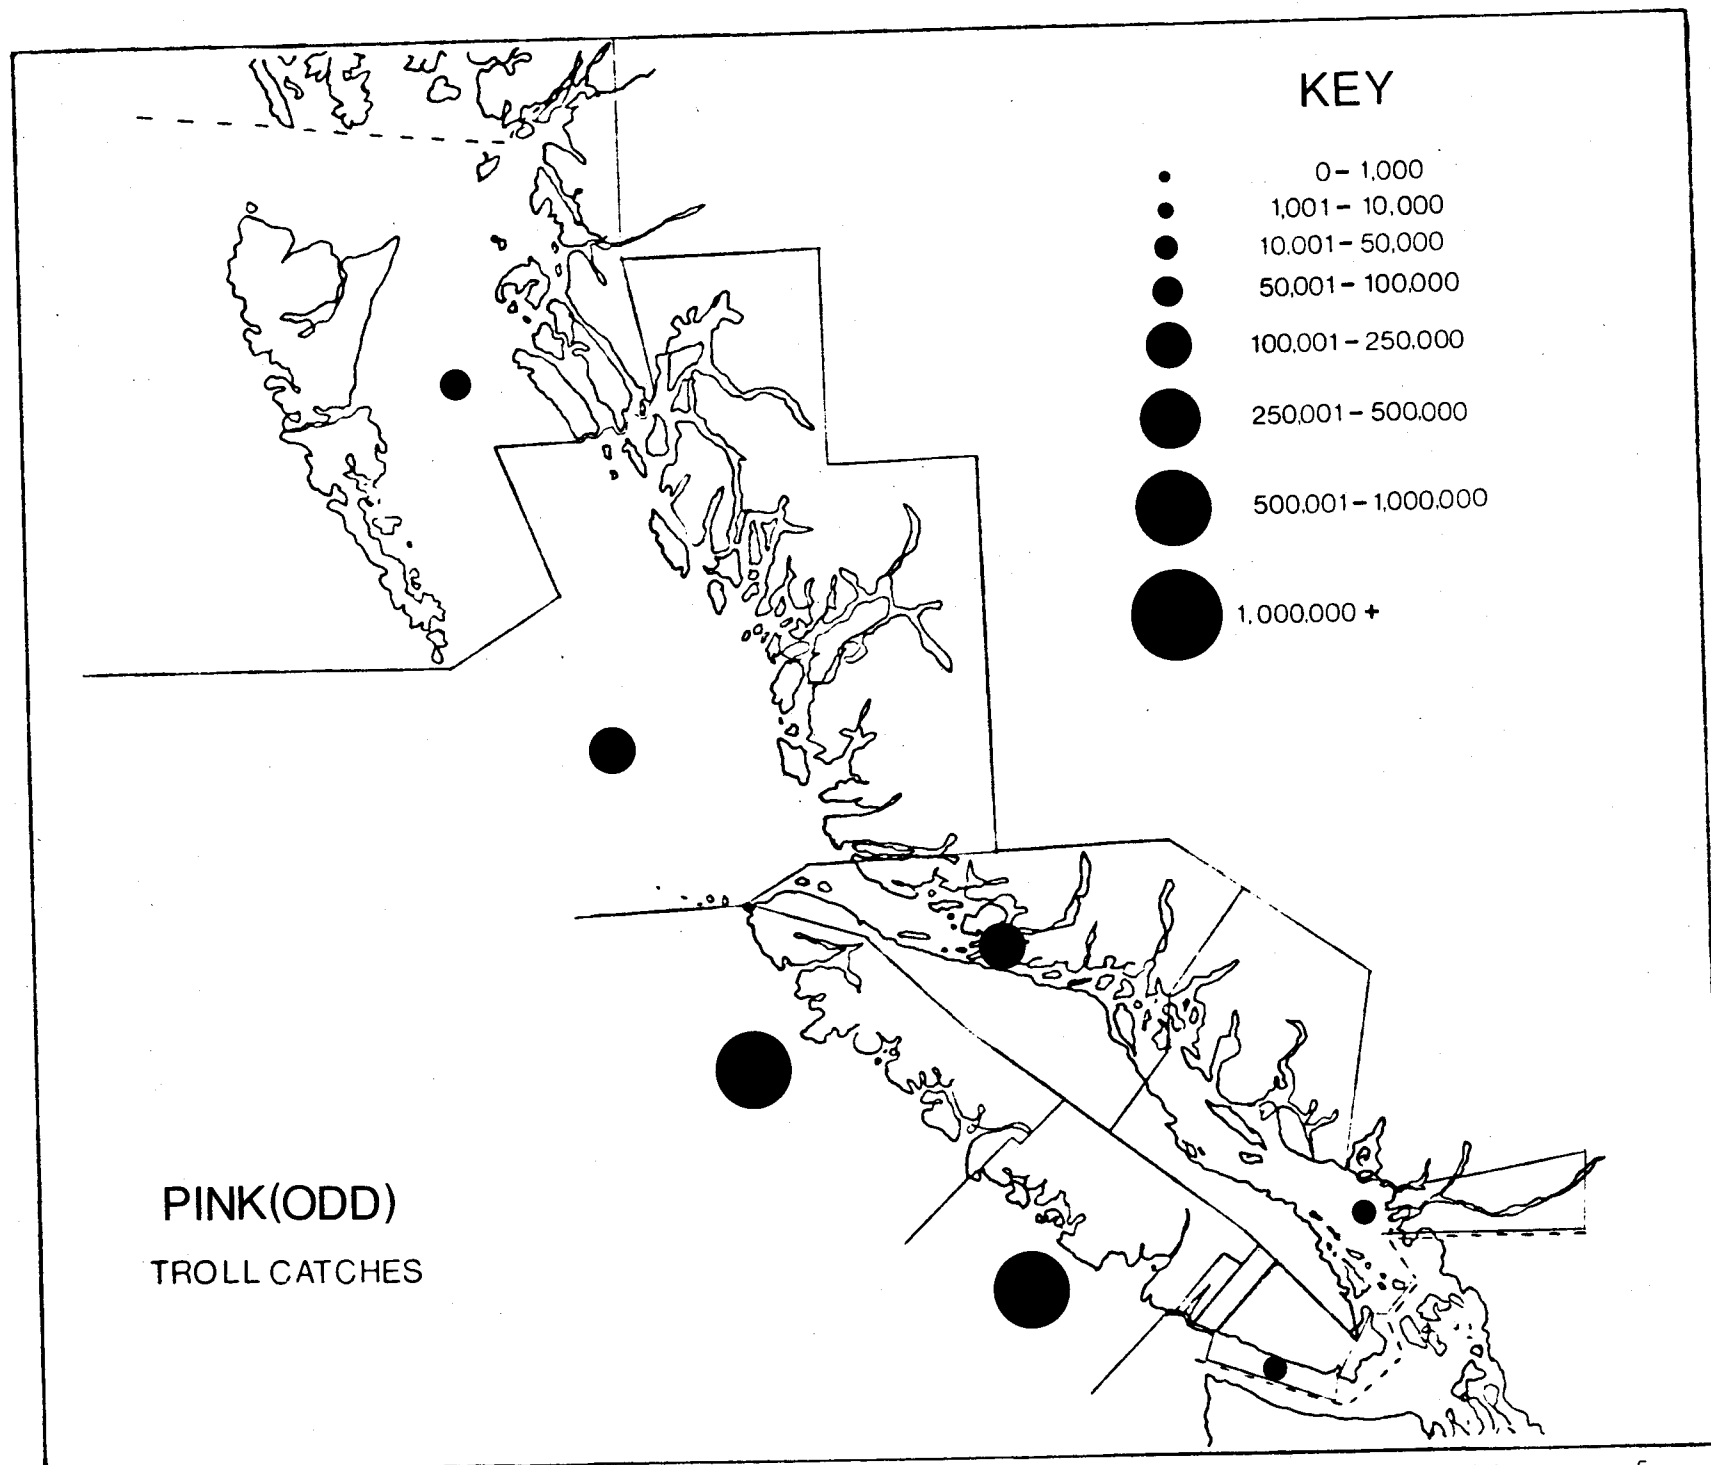 KEY
0 – 1,000
1,001 – 10,000
10,001 – 50,000
50,001 – 100,000
100,001 – 250,000
250,001 – 500,000
500,001 – 1,000,000
1,000,000 +
PINK(ODD)
TROLL CATCHES